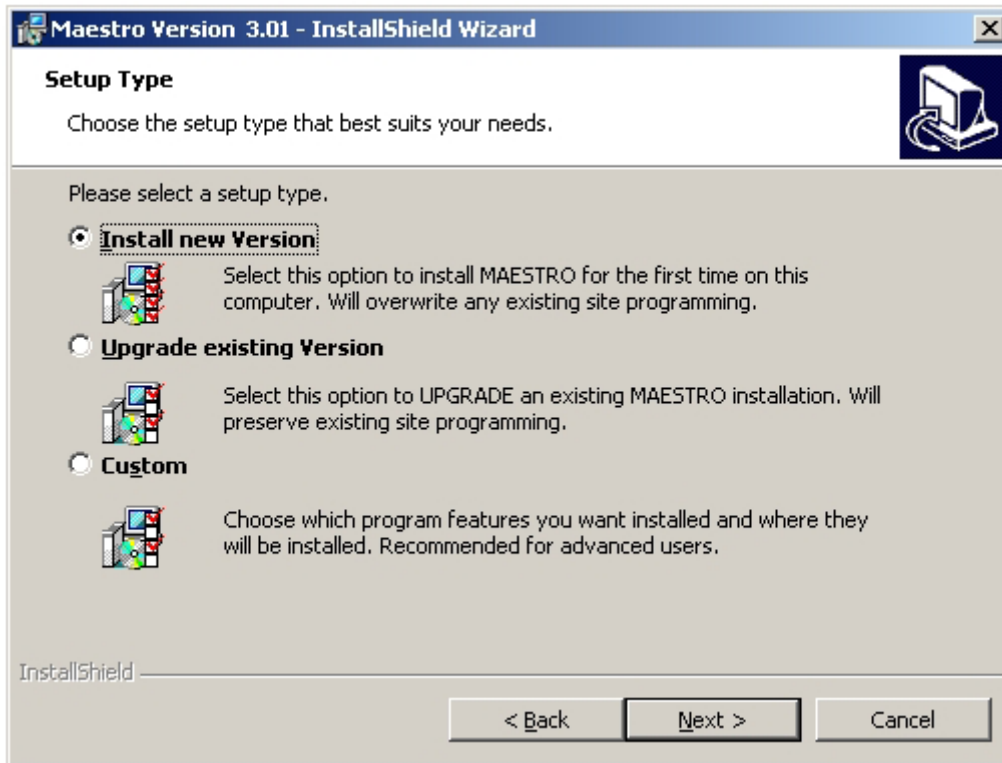 Maestro Version 3.01 - InstallShield Wizard
Setup Type
Choose the setup type that best suits your needs.
Please select a setup type.
Install new Version
Select this option to install MAESTRO for the first time on this
computer. Will overwrite any existing site programming.
Upgrade existing Version
Select this option to UPGRADE an existing MAESTRO installation. Will
preserve existing site programming.
Custom
Choose which program features you want installed and where they
will be installed. Recommended for advanced users.
InstallShield
< Back
Next >
Cancel